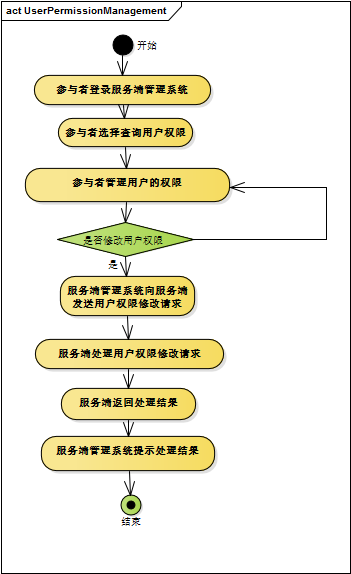 act UserPermissionManagement
开始
参与者登录服务端管理系统
参与者选择查询用户权限
参与者管理用户的权限
是否修改用户权限
是
服务端管理系统向服务端
发送用户权限修改请求
服务端处理用户权限修改请求
服务端返回处理结果
服务端管理系统提示处理结果
结束